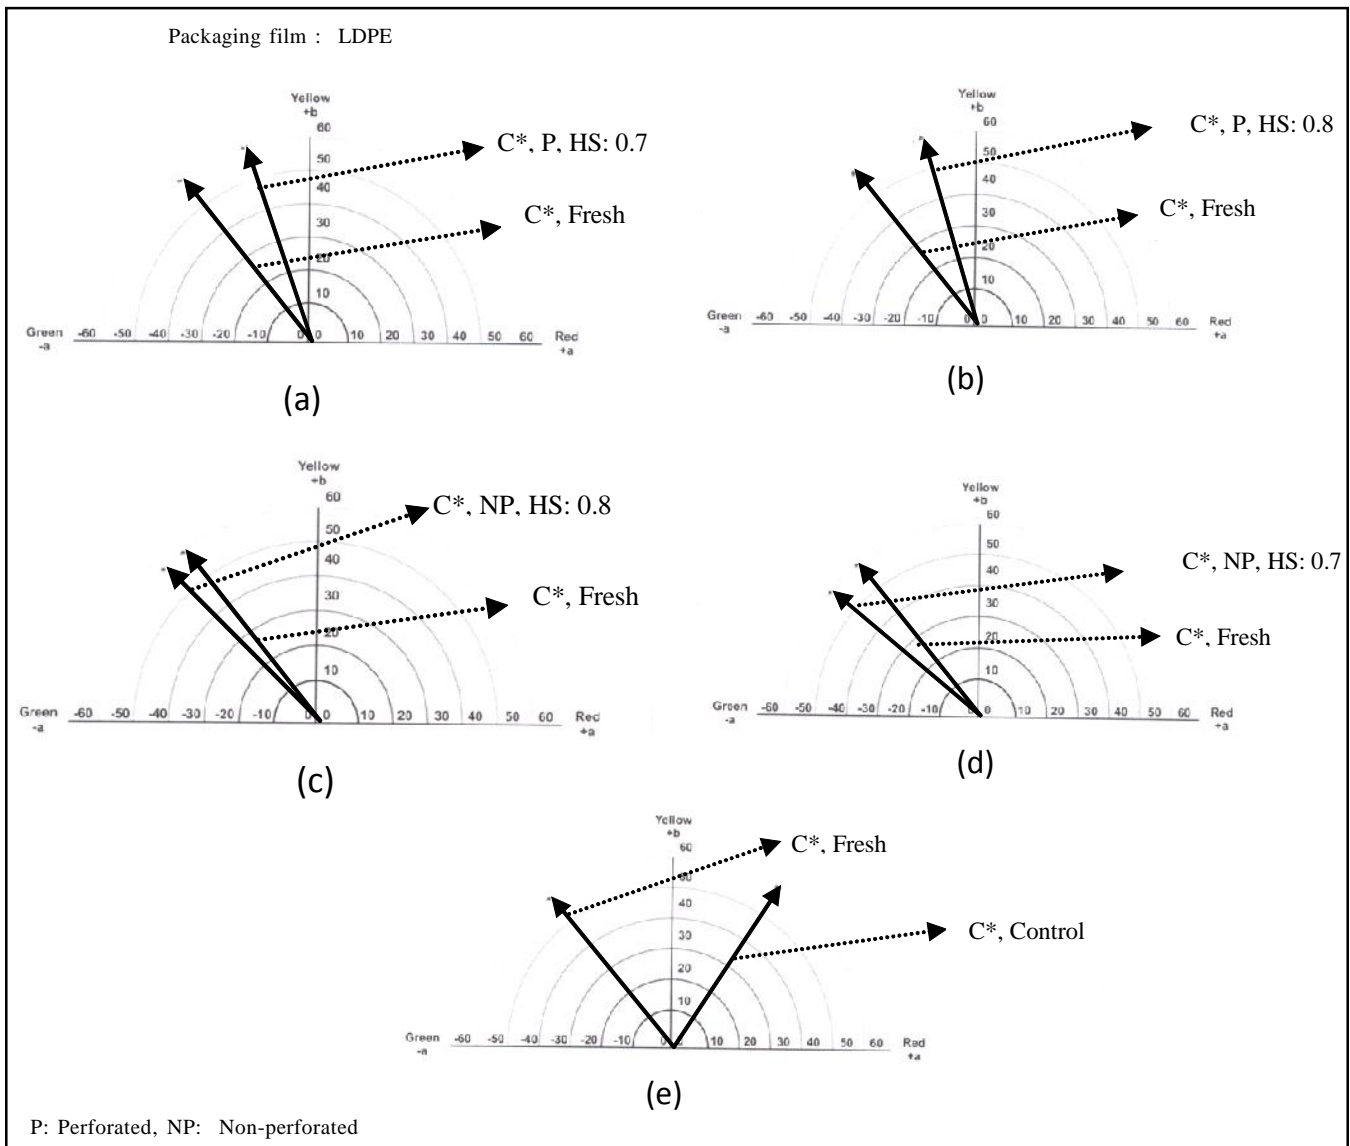 Packaging film : LDPE
Yellow
+b
60
50
40
30
20
10
C*, P, HS: 0.7
C*, Fresh
Green -60 -50 -40 -30 -20 -10 0 0 10 20 30 40 50 60 Red
-a +a
(a)
Yellow
+b
60
50
40
30
20
10
C*, P, HS: 0.8
C*, Fresh
Green -60 -50 -40 -30 -20 -10 0 0 10 20 30 40 50 60 Red
-a +a
(b)
Yellow
+b
60
50
40
30
20
10
C*, NP, HS: 0.8
C*, Fresh
Green -60 -50 -40 -30 -20 -10 0 0 10 20 30 40 50 60 Red
-a +a
(c)
Yellow
+b
60
50
40
30
20
10
C*, NP, HS: 0.7
C*, Fresh
Green -60 -50 -40 -30 -20 -10 0 0 10 20 30 40 50 60 Red
-a +a
(d)
Yellow
+b
60
50
40
30
20
10
C*, Fresh
C*, Control
Green -60 -50 -40 -30 -20 -10 0 10 20 30 40 50 60 Red
-a +a
(e)
P: Perforated, NP: Non-perforated